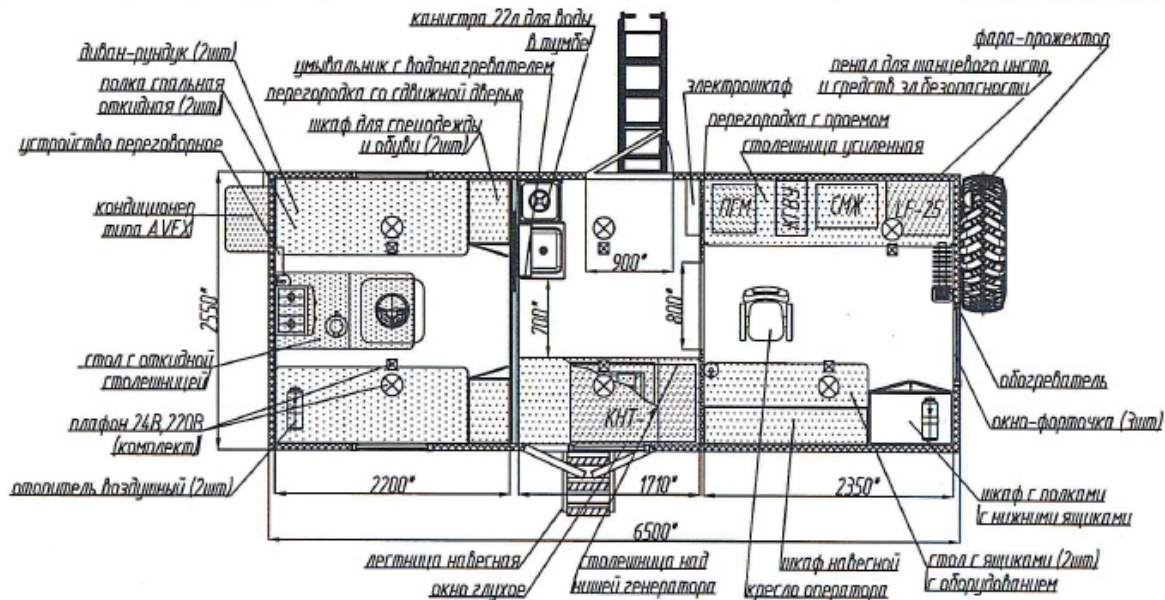 канистра 22л для воды
в тумбе
диван-рундук (2шт)
полка спальная
откидная (2шт)
устройство переговорное
умывальник с водонагревателем
перегородка со сдвижной дверью
шкаф для спецодежды
и обуви (2шт)
электрошкаф
перегородка с проемом
столешница усиленная
пенал для шанцевого инстр.
и средств эл.безопасности
фара-прожектор
кондиционер
типа AVEX
ПГМ
КГВУ
СМЖ
LF-25
2550*
900*
700*
800*
стол с откидной
столешницей
плафон 24В,220В
(комплект)
отопитель воздушный (2шт)
КНТ-
обогреватель
окно-форточка (3шт)
шкаф с полками
с нижними ящиками
2200*
1710*
2350*
6500*
лестница навесная
окно глухое
столешница над
нишей генератора
шкаф навесной
кресло оператора
стол с ящиками (2шт)
с оборудованием